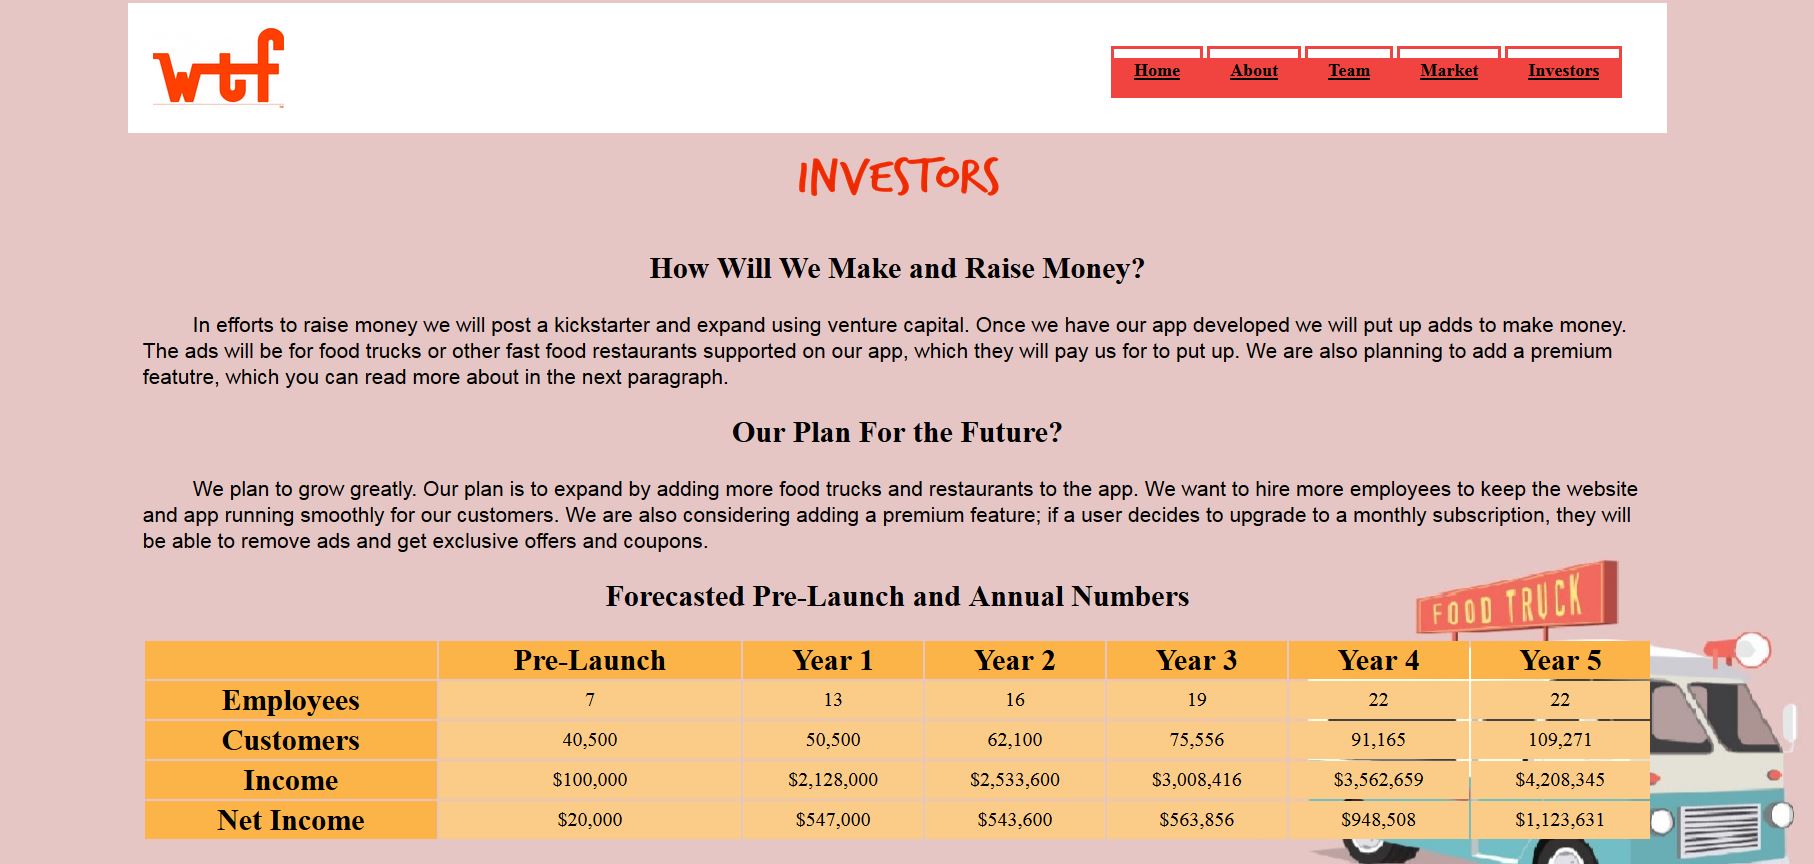 wtf
Home About Team Market Investors
INVESTORS
How Will We Make and Raise Money?
In efforts to raise money we will post a kickstarter and expand using venture capital. Once we have our app developed we will put up adds to make money.
The ads will be for food trucks or other fast food restaurants supported on our app, which they will pay us for to put up. We are also planning to add a premium
featutre, which you can read more about in the next paragraph.
Our Plan For the Future?
We plan to grow greatly. Our plan is to expand by adding more food trucks and restaurants to the app. We want to hire more employees to keep the website
and app running smoothly for our customers. We are also considering adding a premium feature; if a user decides to upgrade to a monthly subscription, they will
be able to remove ads and get exclusive offers and coupons.
Forecasted Pre-Launch and Annual Numbers
FOOD TRUCK
Pre-Launch Year 1 Year 2 Year 3 Year 4 Year 5
Employees 7 13 16 19 22 22
Customers 40,500 50,500 62,100 75,556 91,165 109,271
Income $100,000 $2,128,000 $2,533,600 $3,008,416 $3,562,659 $4,208,345
Net Income $20,000 $547,000 $543,600 $563,856 $948,508 $1,123,631